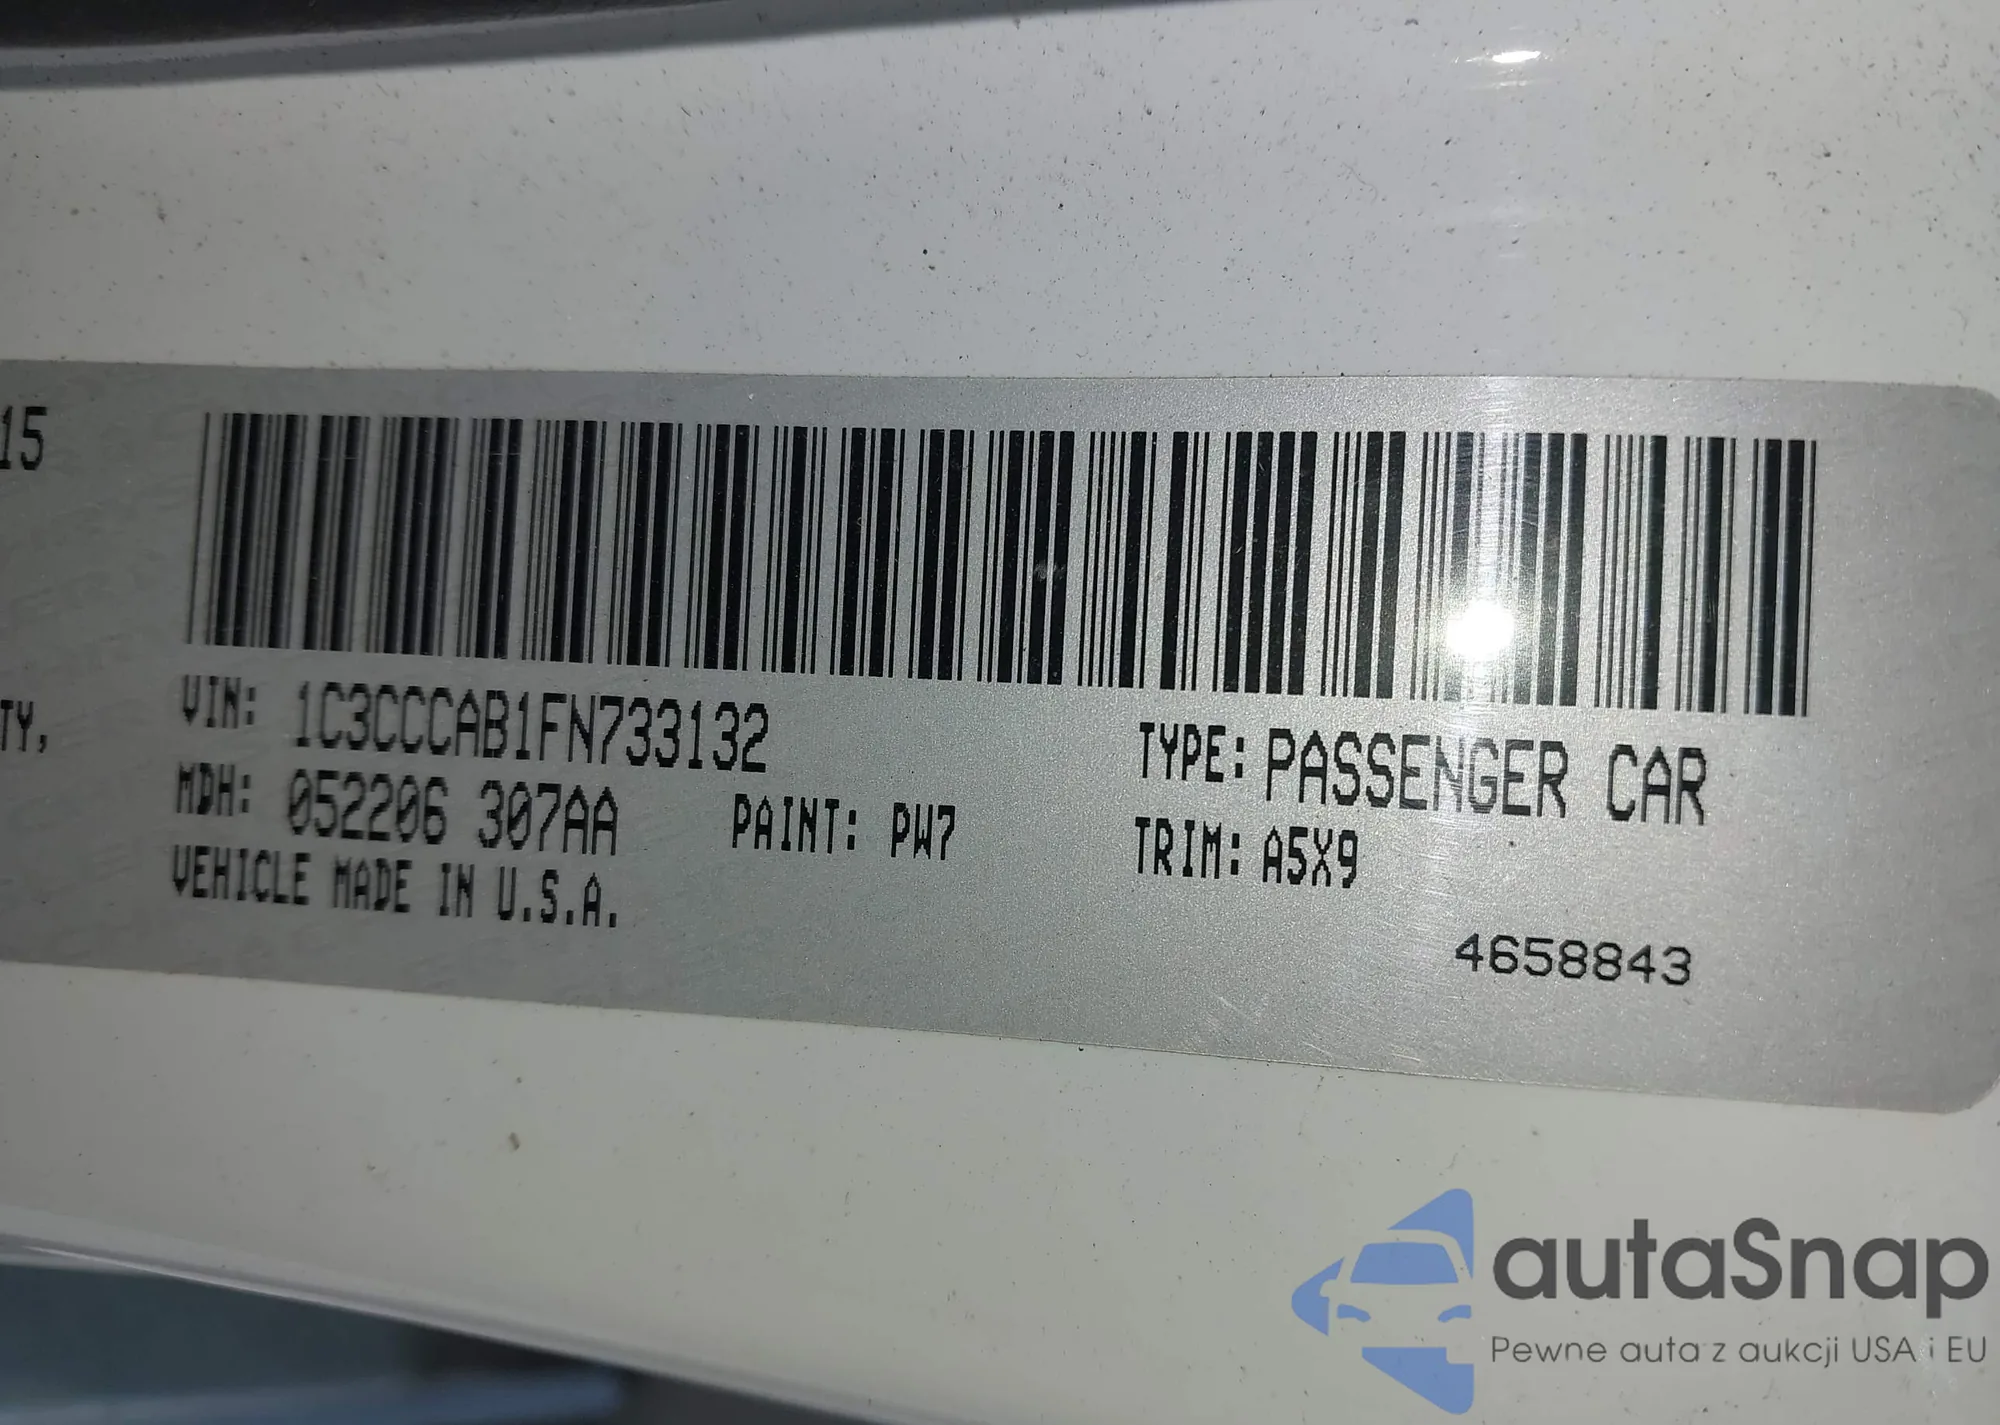 15
TY,
VIN: 1C3CCCAB1FN733132
TYPE: PASSENGER CAR
MDH: 052206 307AA
PAINT: PW7
TRIM: A5X9
VEHICLE MADE IN U.S.A.
4658843
autaSnap
Pewne auta z aukcji USA i EU